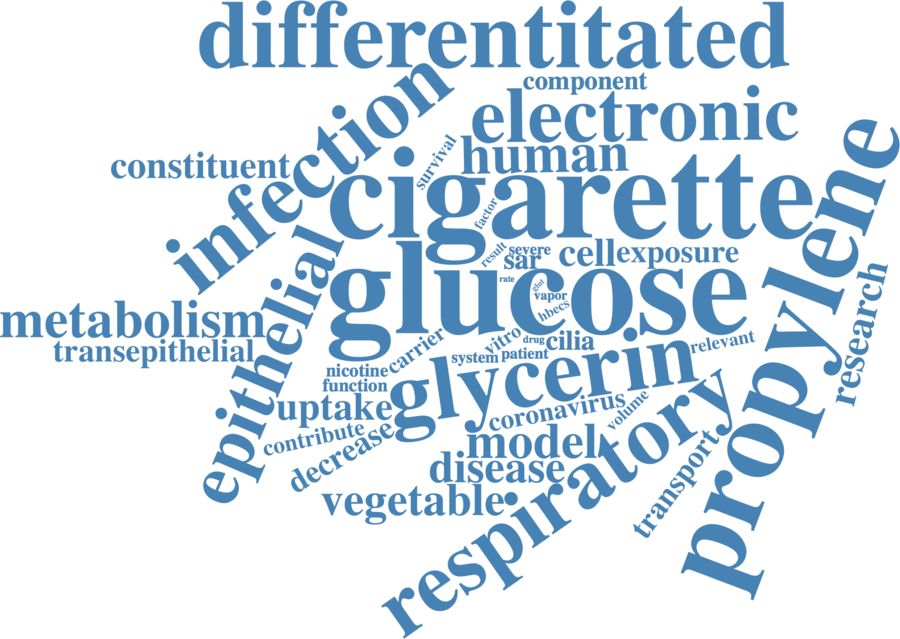 differentitated
component
infection
electronic
survival
human
constituent
cigarette
factor
propylene
epithelial
result
severe
sar
cell
exposure
glucose
rate
glut
vapor
hbecs
research
metabolism
transepithelial
carrier
vitro
drug
cilia
relevant
system
patient
nicotine
function
glycerin
uptake
coronavirus
volume
contribute
decrease
model
respiratory
disease
transport
vegetable